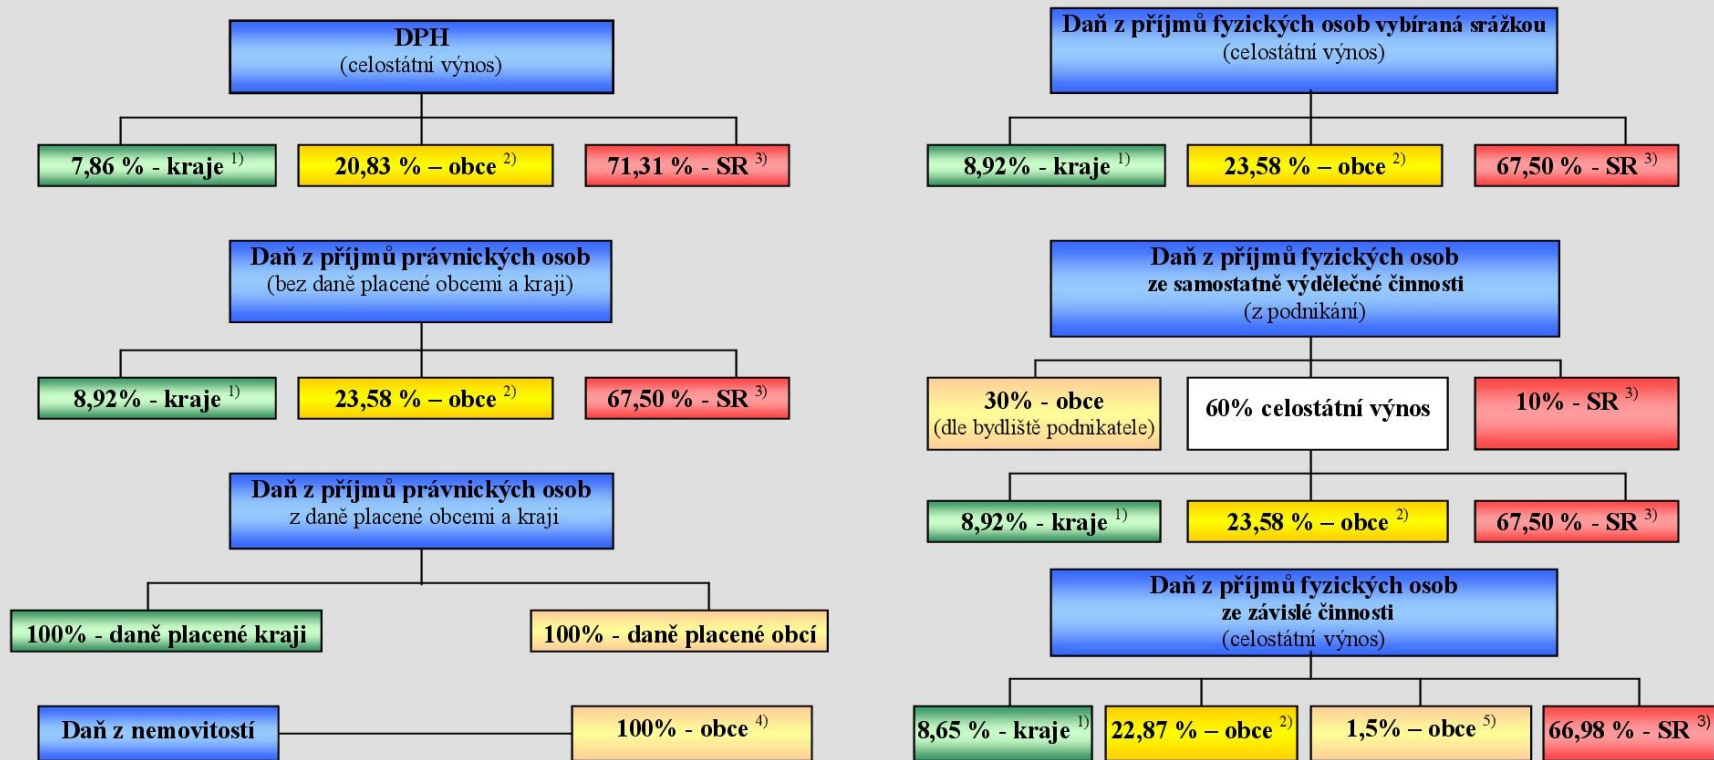 DPH
(celostátní výnos)
7,86 % - kraje 1)
20,83 % – obce 2)
71,31 % - SR 3)
Daň z příjmů právnických osob
(bez daně placené obcemi a kraji)
8,92% - kraje 1)
23,58 % – obce 2)
67,50 % - SR 3)
Daň z příjmů právnických osob
z daně placené obcemi a kraji
100% - daně placené kraji
100% - daně placené obcí
Daň z nemovitostí
100% - obce 4)
Daň z příjmů fyzických osob vybíraná srážkou
(celostátní výnos)
8,92% - kraje 1)
23,58 % – obce 2)
67,50 % - SR 3)
Daň z příjmů fyzických osob
ze samostatně výdělečné činnosti
(z podnikání)
30% - obce
(dle bydliště podnikatele)
60% celostátní výnos
10% - SR 3)
8,92% - kraje 1)
23,58 % – obce 2)
67,50 % - SR 3)
Daň z příjmů fyzických osob
ze závislé činnosti
(celostátní výnos)
8,65 % - kraje 1)
22,87 % – obce 2)
1,5% – obce 5)
66,98 % - SR 3)